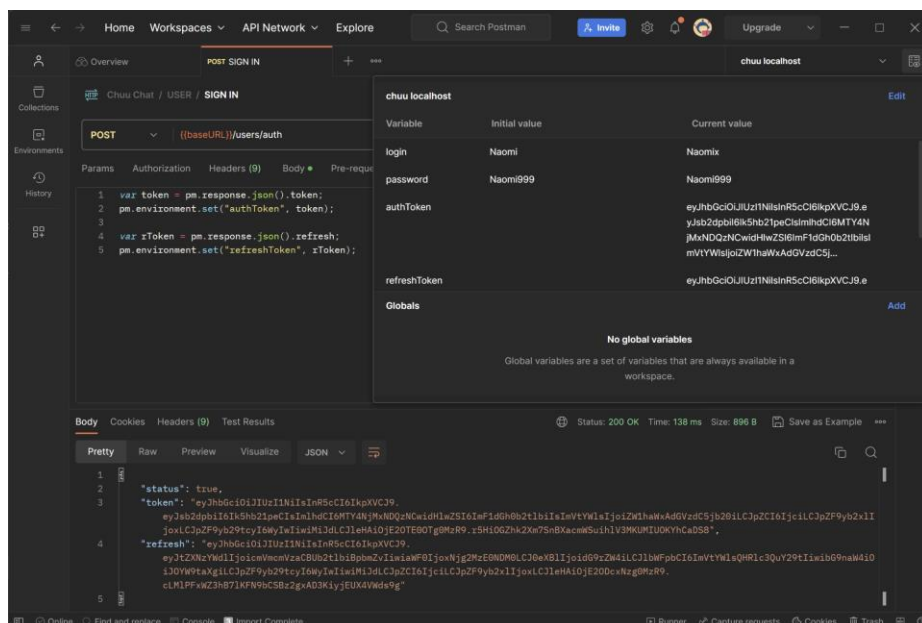 Home Workspaces API Network Explore Search Postman Invite Upgrade
Overview POST SIGN IN chuu localhost
Collections
Environments
History
Chuu Chat / USER / SIGN IN
POST {{baseURL}}/users/auth
Params Authorization Headers (9) Body Pre-reque
1 var token = pm.response.json().token;
2 pm.environment.set("authToken", token);
3
4 var rToken = pm.response.json().refresh;
5 pm.environment.set("refreshToken", rToken);
chuu localhost Edit
Variable Initial value Current value
login Naomi Naomix
password Naomi999 Naomi999
authToken
refreshToken
Globals Add
No global variables
Global variables are a set of variables that are always available in a
workspace.
Body Cookies Headers (9) Test Results Status: 200 OK Time: 138 ms Size: 896 B Save as Example
Pretty Raw Preview Visualize JSON
1 {
2 "status": true,
3 "token":
4 "refresh":
5 }
Online Find and replace Console Import Complete Runner Capture requests Cookies Trash